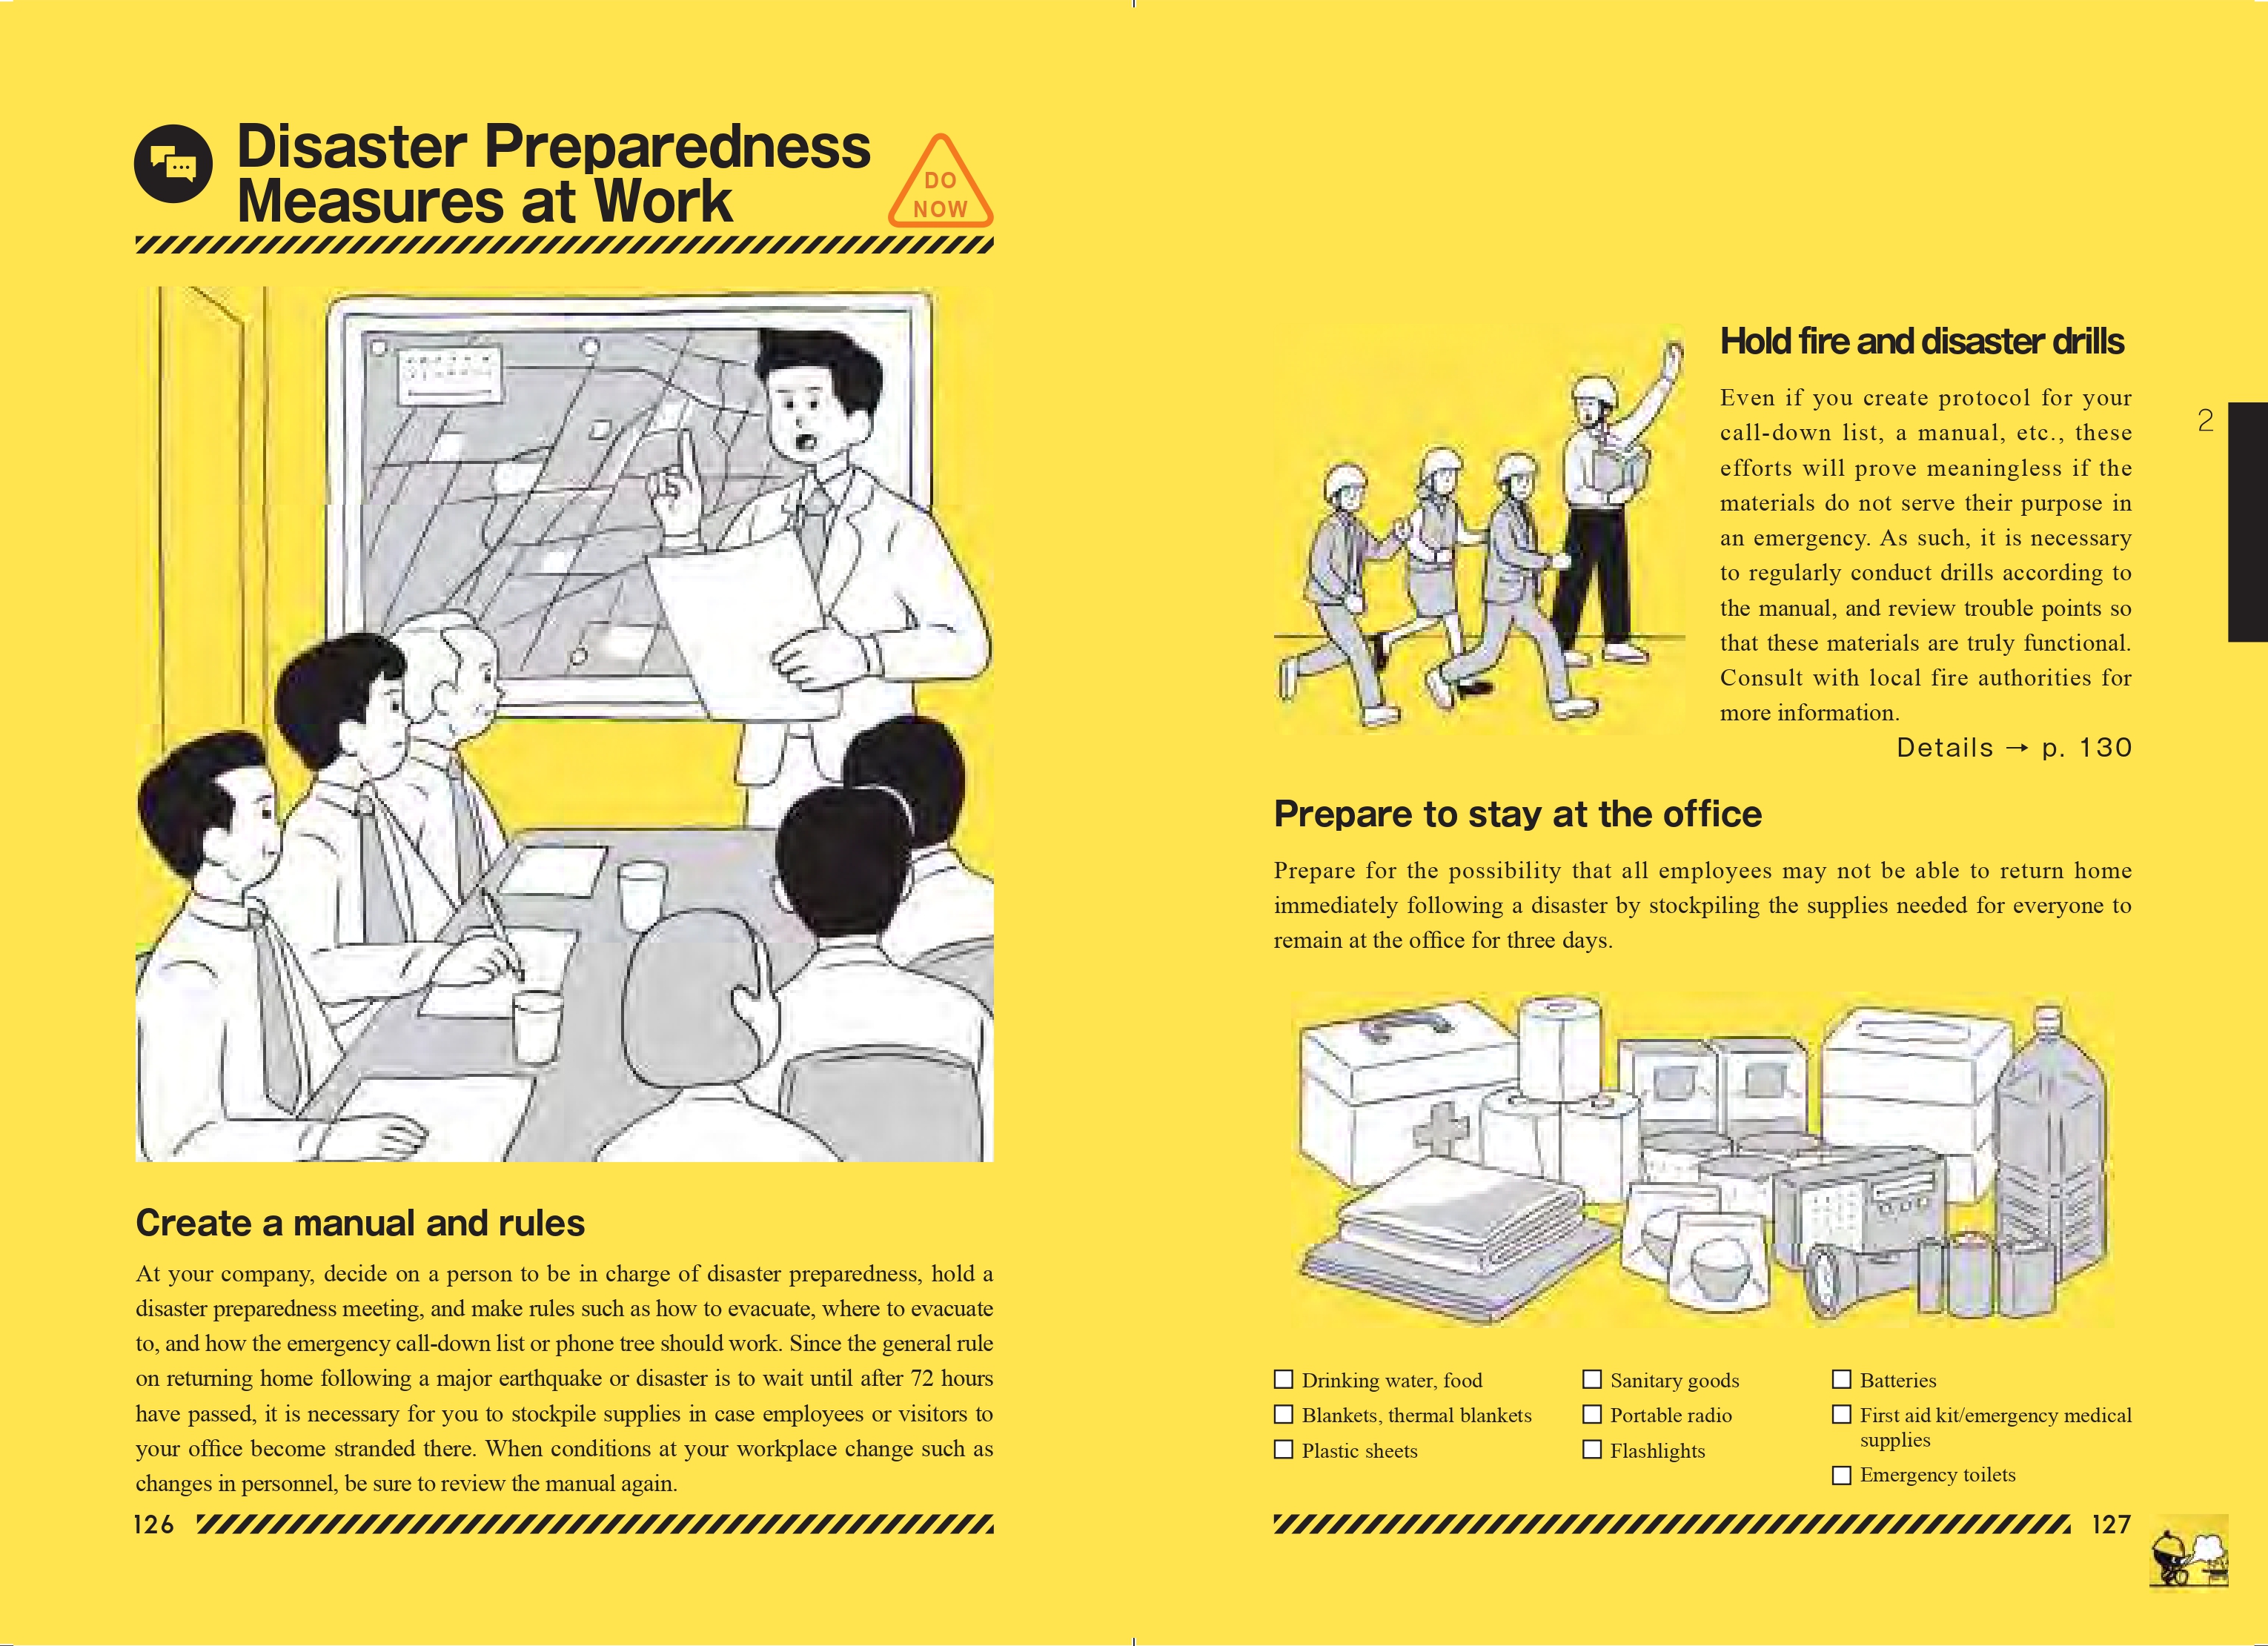 Disaster Preparedness
Measures at Work
DO
NOW
Create a manual and rules
At your company, decide on a person to be in charge of disaster preparedness, hold a
disaster preparedness meeting, and make rules such as how to evacuate, where to evacuate
to, and how the emergency call-down list or phone tree should work. Since the general rule
on returning home following a major earthquake or disaster is to wait until after 72 hours
have passed, it is necessary for you to stockpile supplies in case employees or visitors to
your office become stranded there. When conditions at your workplace change such as
changes in personnel, be sure to review the manual again.
126
Hold fire and disaster drills
Even if you create protocol for your
call-down list, a manual, etc., these
efforts will prove meaningless if the
materials do not serve their purpose in
an emergency. As such, it is necessary
to regularly conduct drills according to
the manual, and review trouble points so
that these materials are truly functional.
Consult with local fire authorities for
more information.
Details → p. 130
2
Prepare to stay at the office
Prepare for the possibility that all employees may not be able to return home
immediately following a disaster by stockpiling the supplies needed for everyone to
remain at the office for three days.
Drinking water, food
Blankets, thermal blankets
Plastic sheets
Sanitary goods
Portable radio
Flashlights
Batteries
First aid kit/emergency medical
supplies
Emergency toilets
127